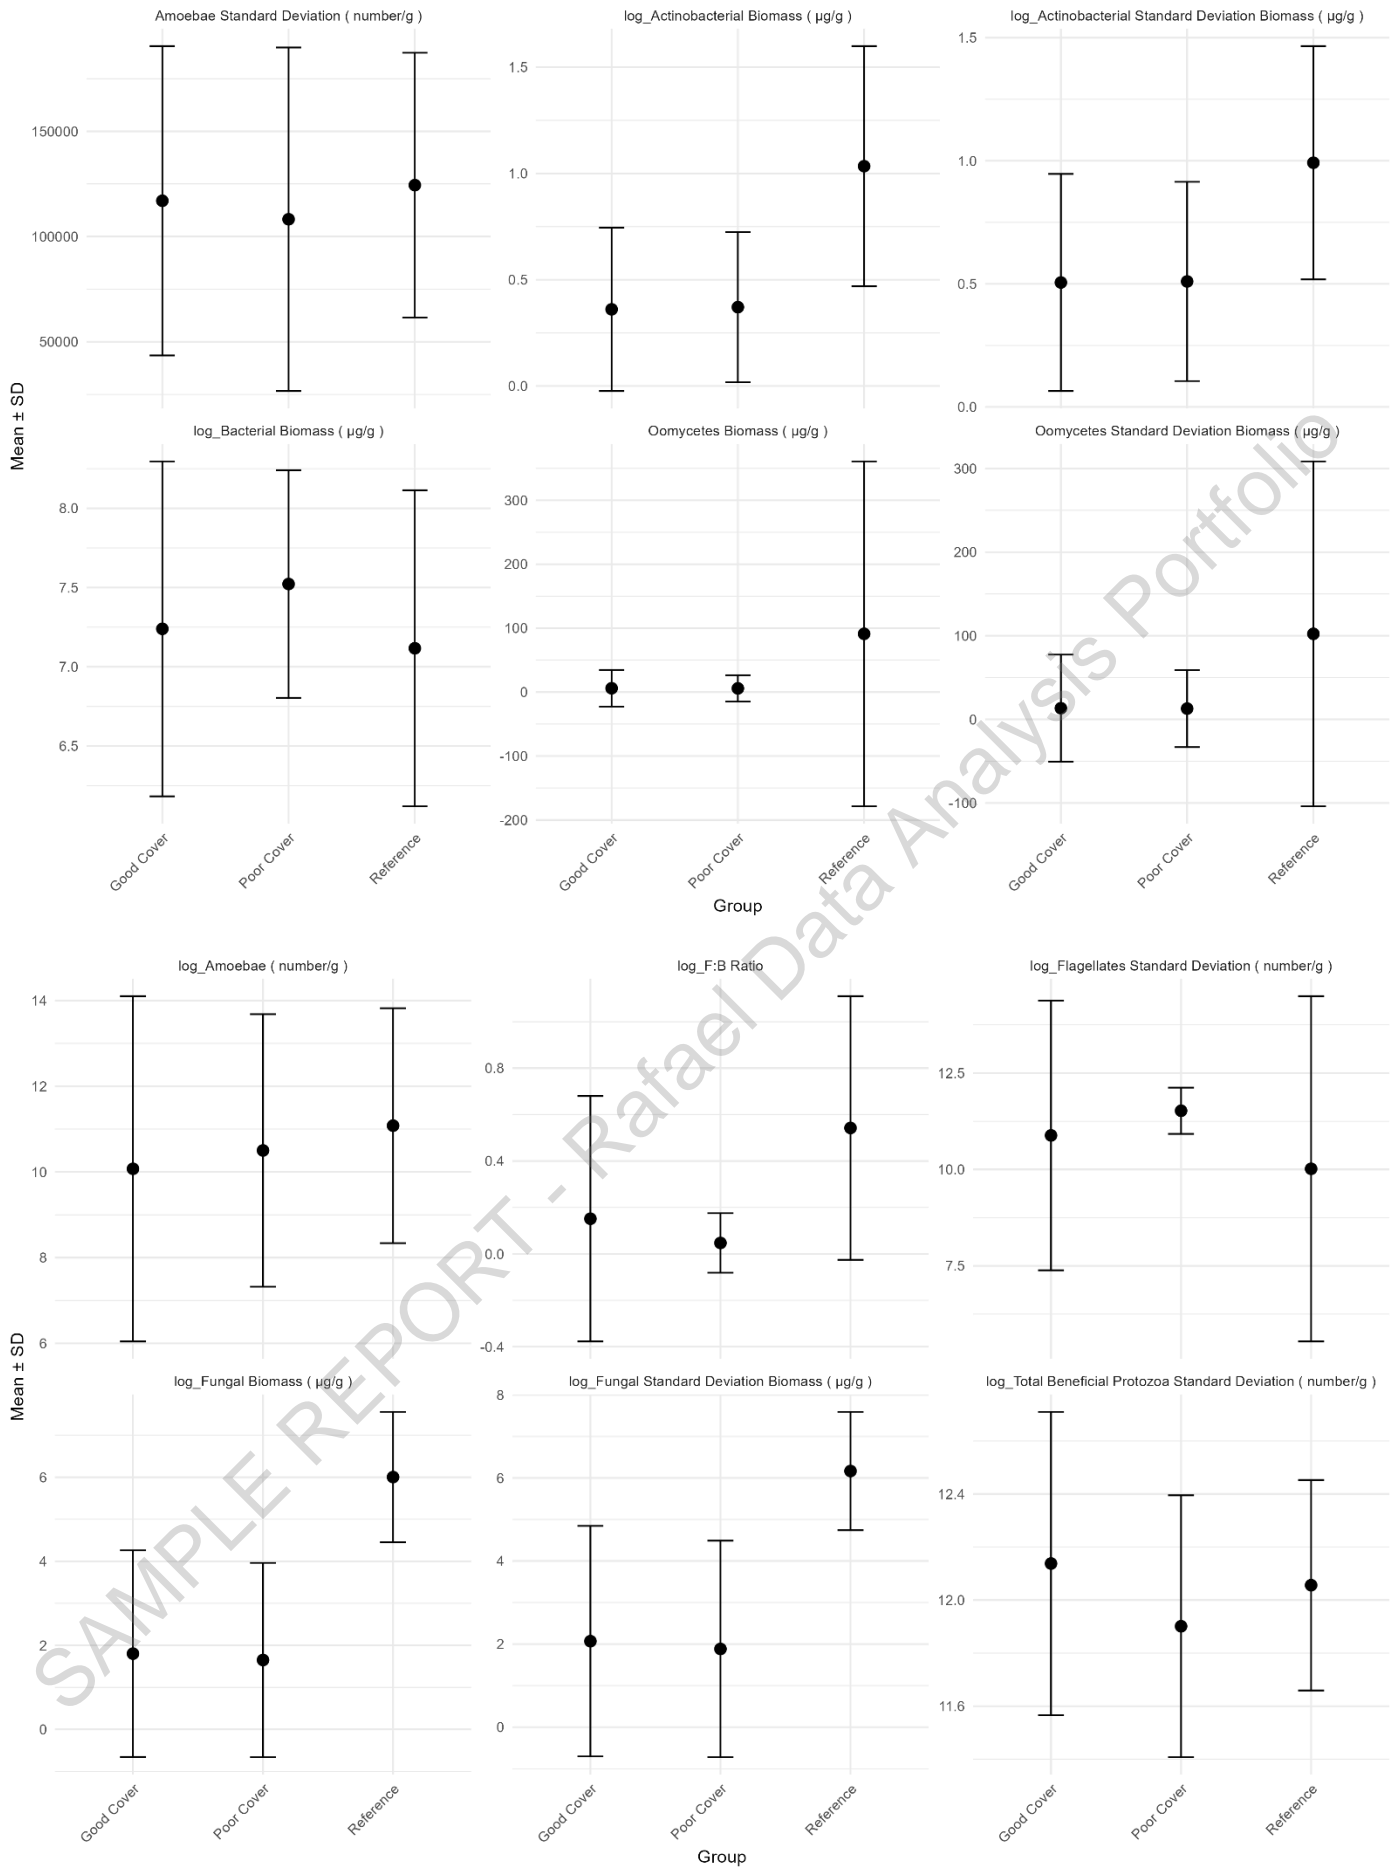 Amoebae Standard Deviation ( number/g )
log_Actinobacterial Biomass ( µg/g )
log_Actinobacterial Standard Deviation Biomass ( µg/g )
150000
100000
50000
1.5
1.0
0.5
0.0
1.5
1.0
0.5
0.0
Mean ± SD
log_Bacterial Biomass ( µg/g )
Oomycetes Biomass ( µg/g )
Oomycetes Standard Deviation Biomass ( µg/g )
8.0
7.5
7.0
6.5
300
200
100
0
-100
-200
300
200
100
0
-100
Good Cover
Poor Cover
Reference
Good Cover
Poor Cover
Reference
Good Cover
Poor Cover
Reference
Group
log_Amoebae ( number/g )
log_F:B Ratio
log_Flagellates Standard Deviation ( number/g )
14
12
10
8
6
0.8
0.4
0.0
-0.4
12.5
10.0
7.5
Mean ± SD
log_Fungal Biomass ( µg/g )
log_Fungal Standard Deviation Biomass ( µg/g )
log_Total Beneficial Protozoa Standard Deviation ( number/g )
6
4
2
0
8
6
4
2
0
12.4
12.0
11.6
Good Cover
Poor Cover
Reference
Good Cover
Poor Cover
Reference
Good Cover
Poor Cover
Reference
Group
SAMPLE REPORT - Rafael Data Analysis Portfolio